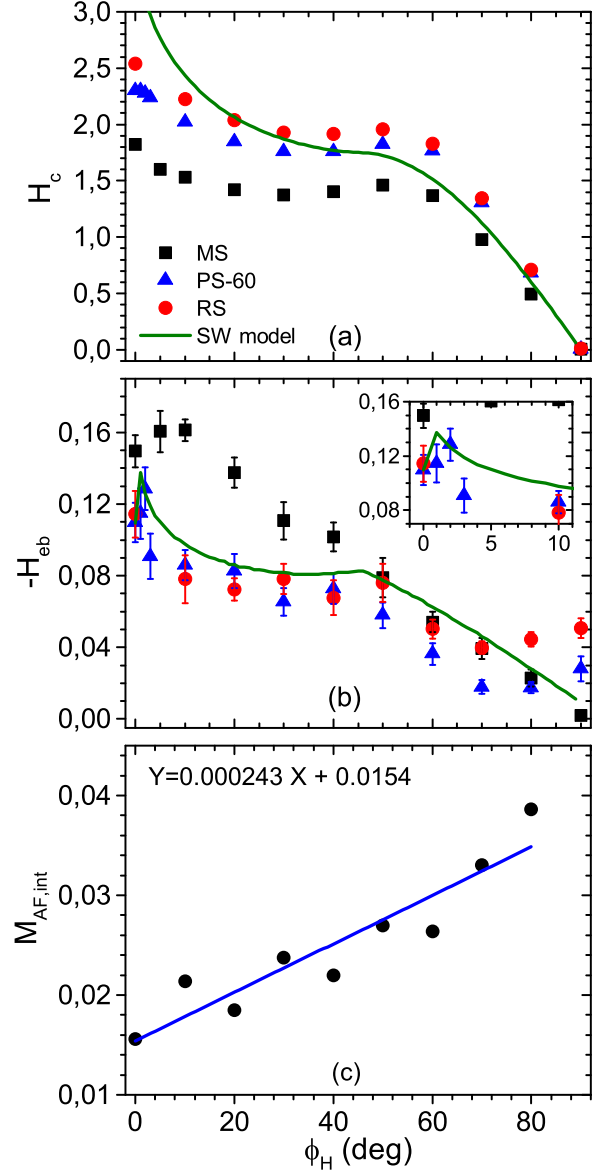 3,0
2,5
2,0
1,5
1,0
0,5
0,0
H_c
MS
PS-60
RS
SW model
(a)
0,16
0,12
0,08
0,04
0,00
-H_eb
0,16
0,12
0,08
0 5 10
(b)
Y=0.000243 X + 0.0154
0,04
0,03
0,02
0,01
M_AF,int
(c)
0 20 40 60 80
ϕ_H (deg)